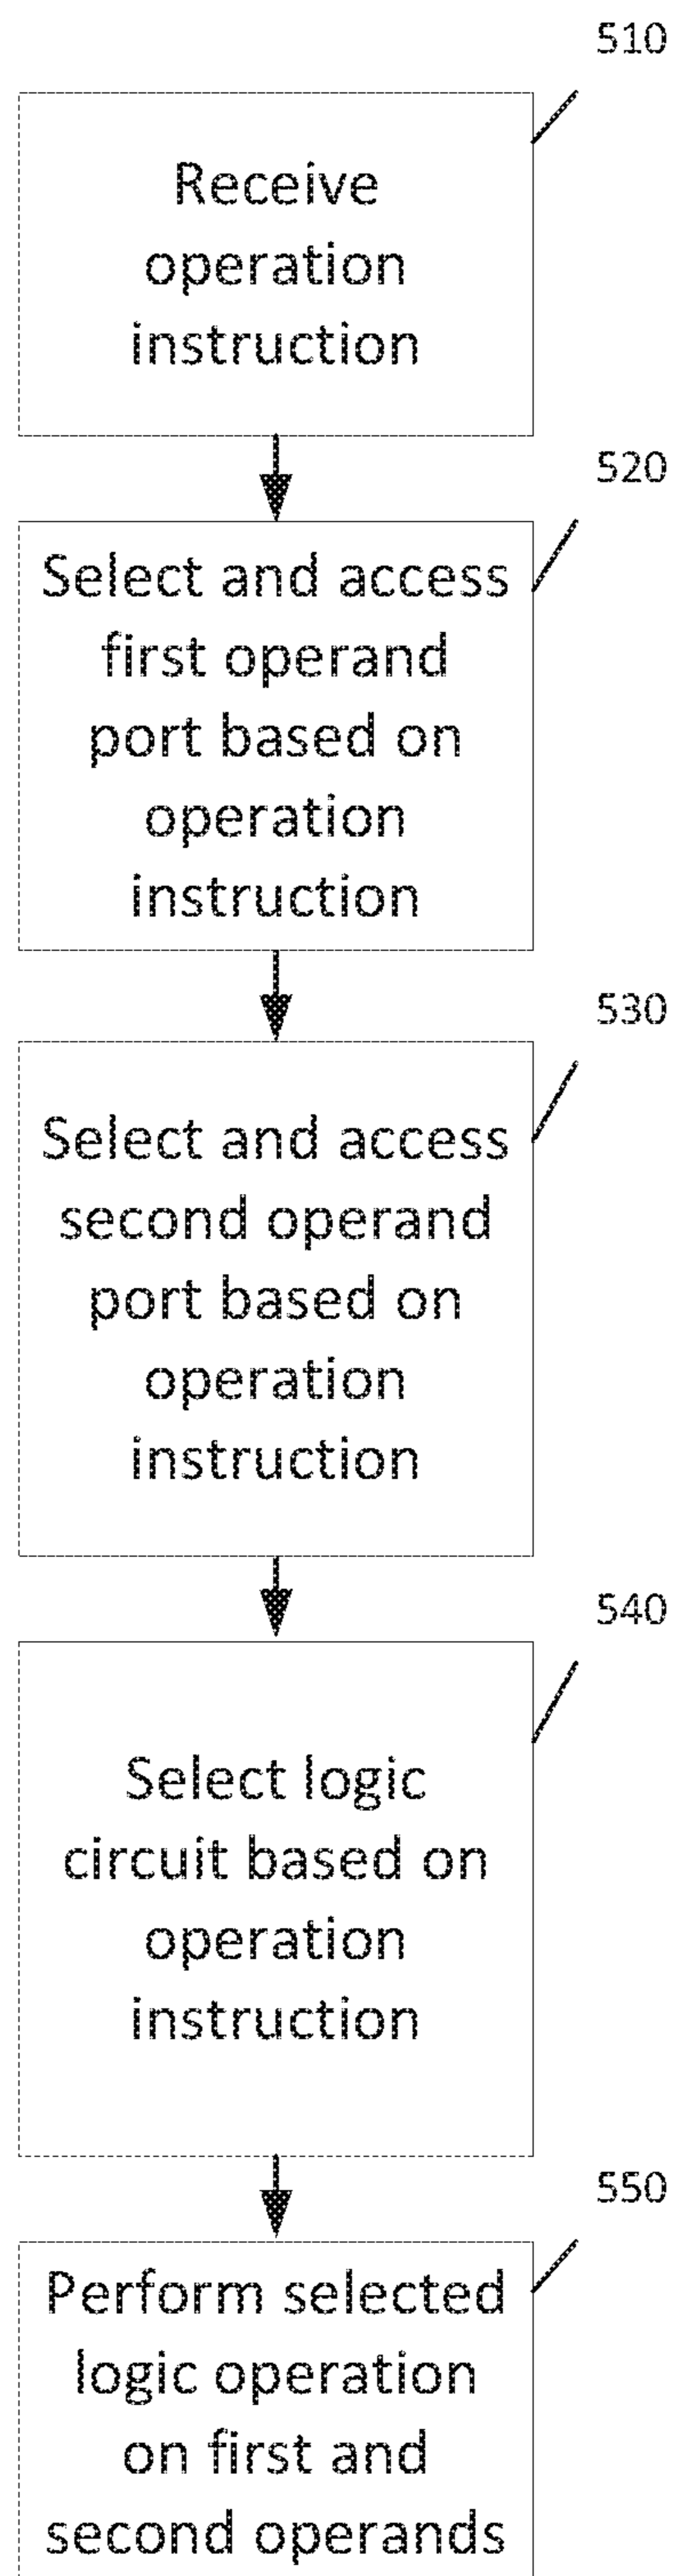 510
Receive
operation
instruction
520
Select and access
first operand
port based on
operation
instruction
530
Select and access
second operand
port based on
operation
instruction
540
Select logic
circuit based on
operation
instruction
550
Perform selected
logic operation
on first and
second operands